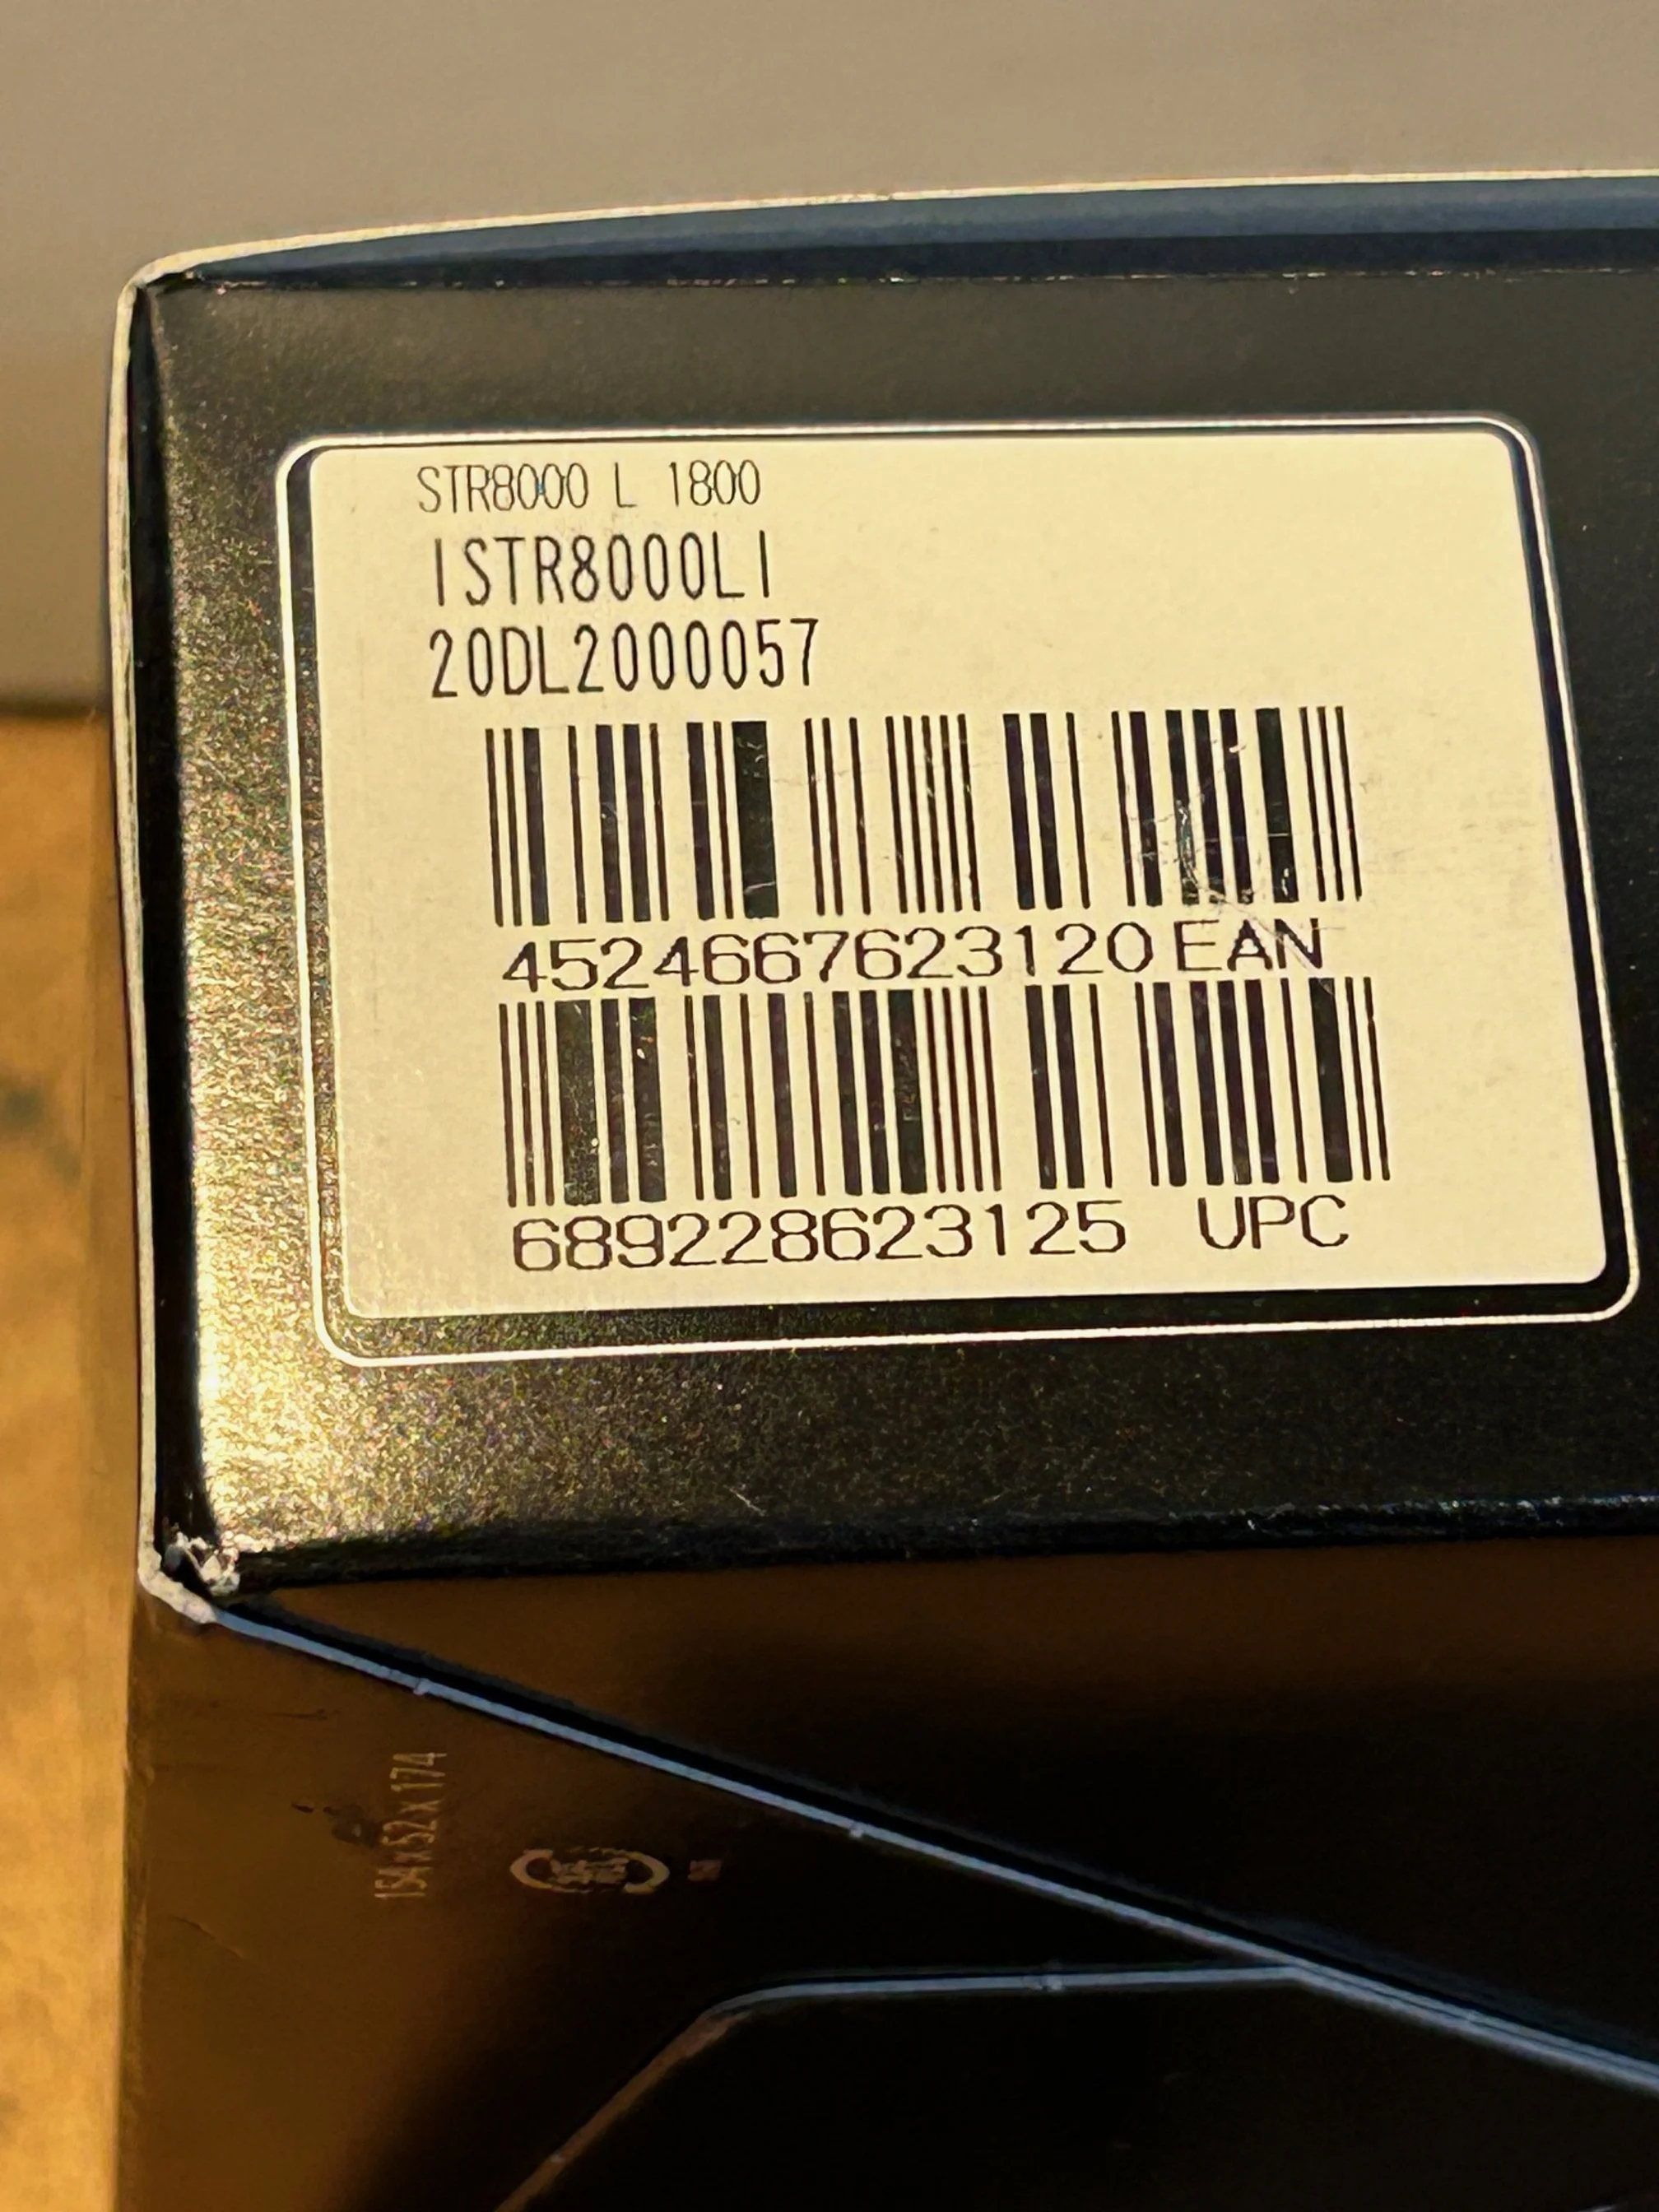 STR8000 L 1800
ISTR8000LI
20DL2000057
4524667623120 EAN
689228623125 UPC
154 x 52 x 174